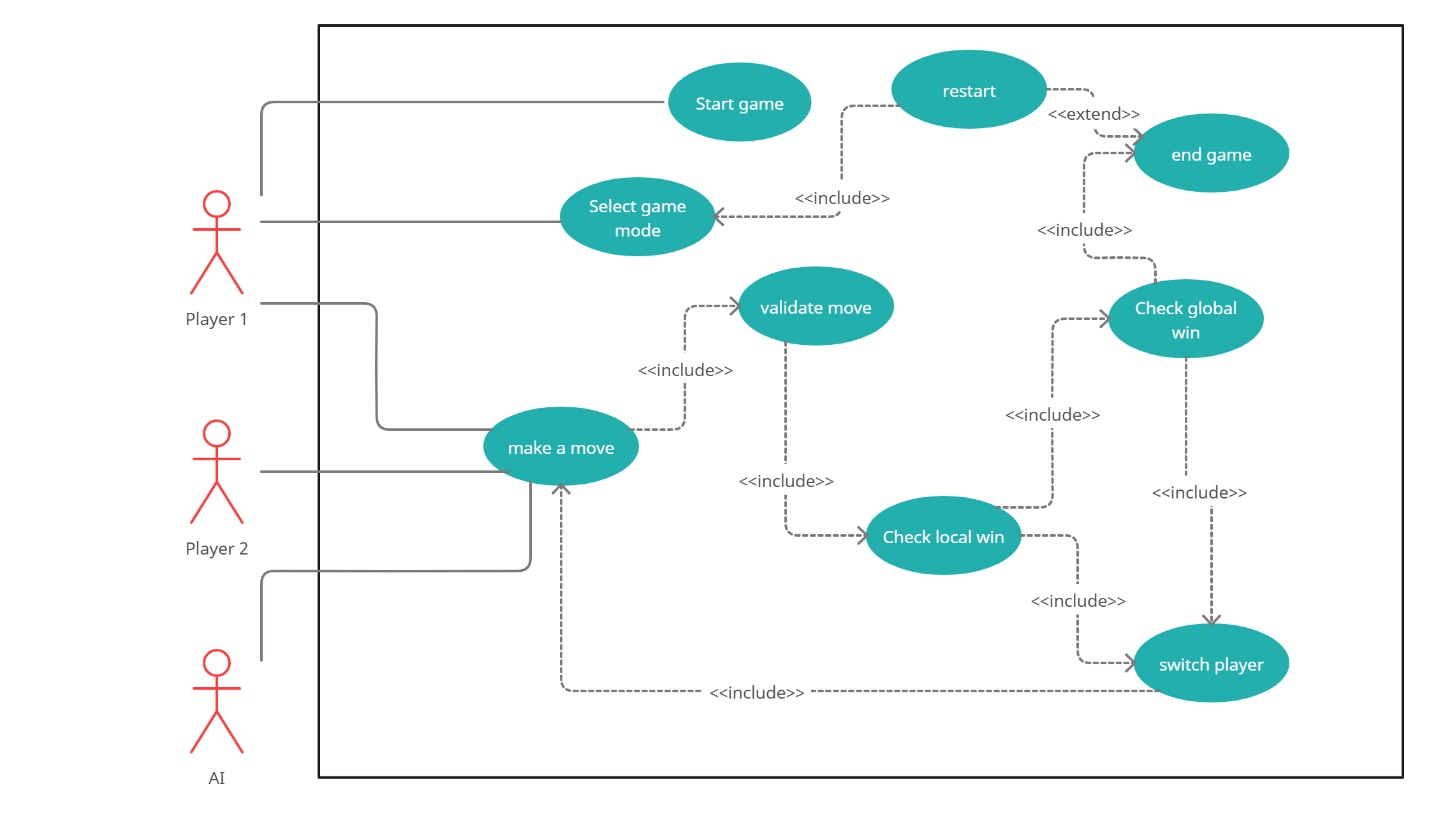 Start game
restart
<<extend>>
end game
Select game
mode
<<include>>
<<include>>
validate move
Check global
win
Player 1
<<include>>
<<include>>
make a move
<<include>>
<<include>>
Check local win
Player 2
<<include>>
switch player
<<include>>
AI